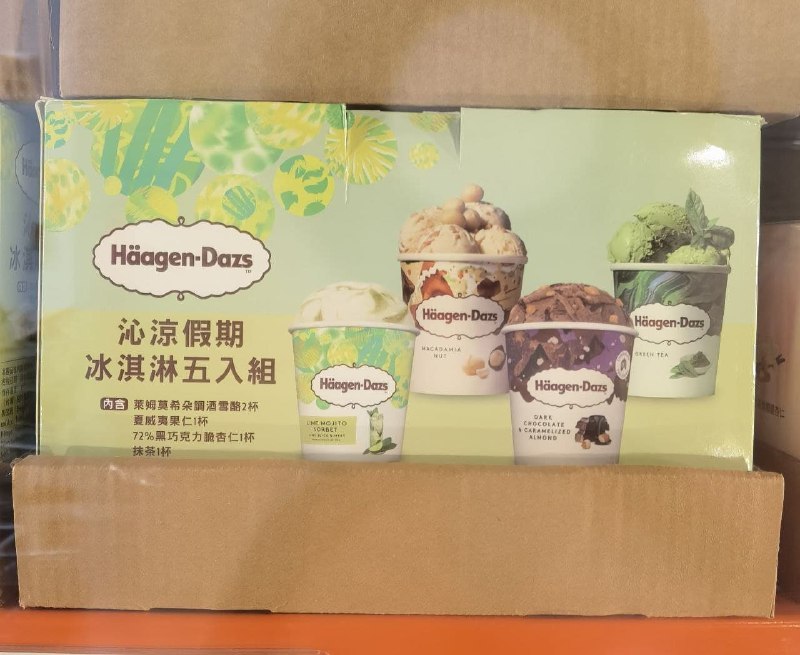 Häagen-Dazs
沁涼假期
冰淇淋五入組
內含 萊姆莫希朵蘭酒雪酪2杯
夏威夷果仁1杯
72%黑巧克力脆杏仁1杯
抹茶1杯
Häagen-Dazs
LIME MOJITO
SORBET
Häagen-Dazs
MACADAMIA
NUT
Häagen-Dazs
DARK
CHOCOLATE
& CARAMELIZED
ALMOND
Häagen-Dazs
GREEN TEA